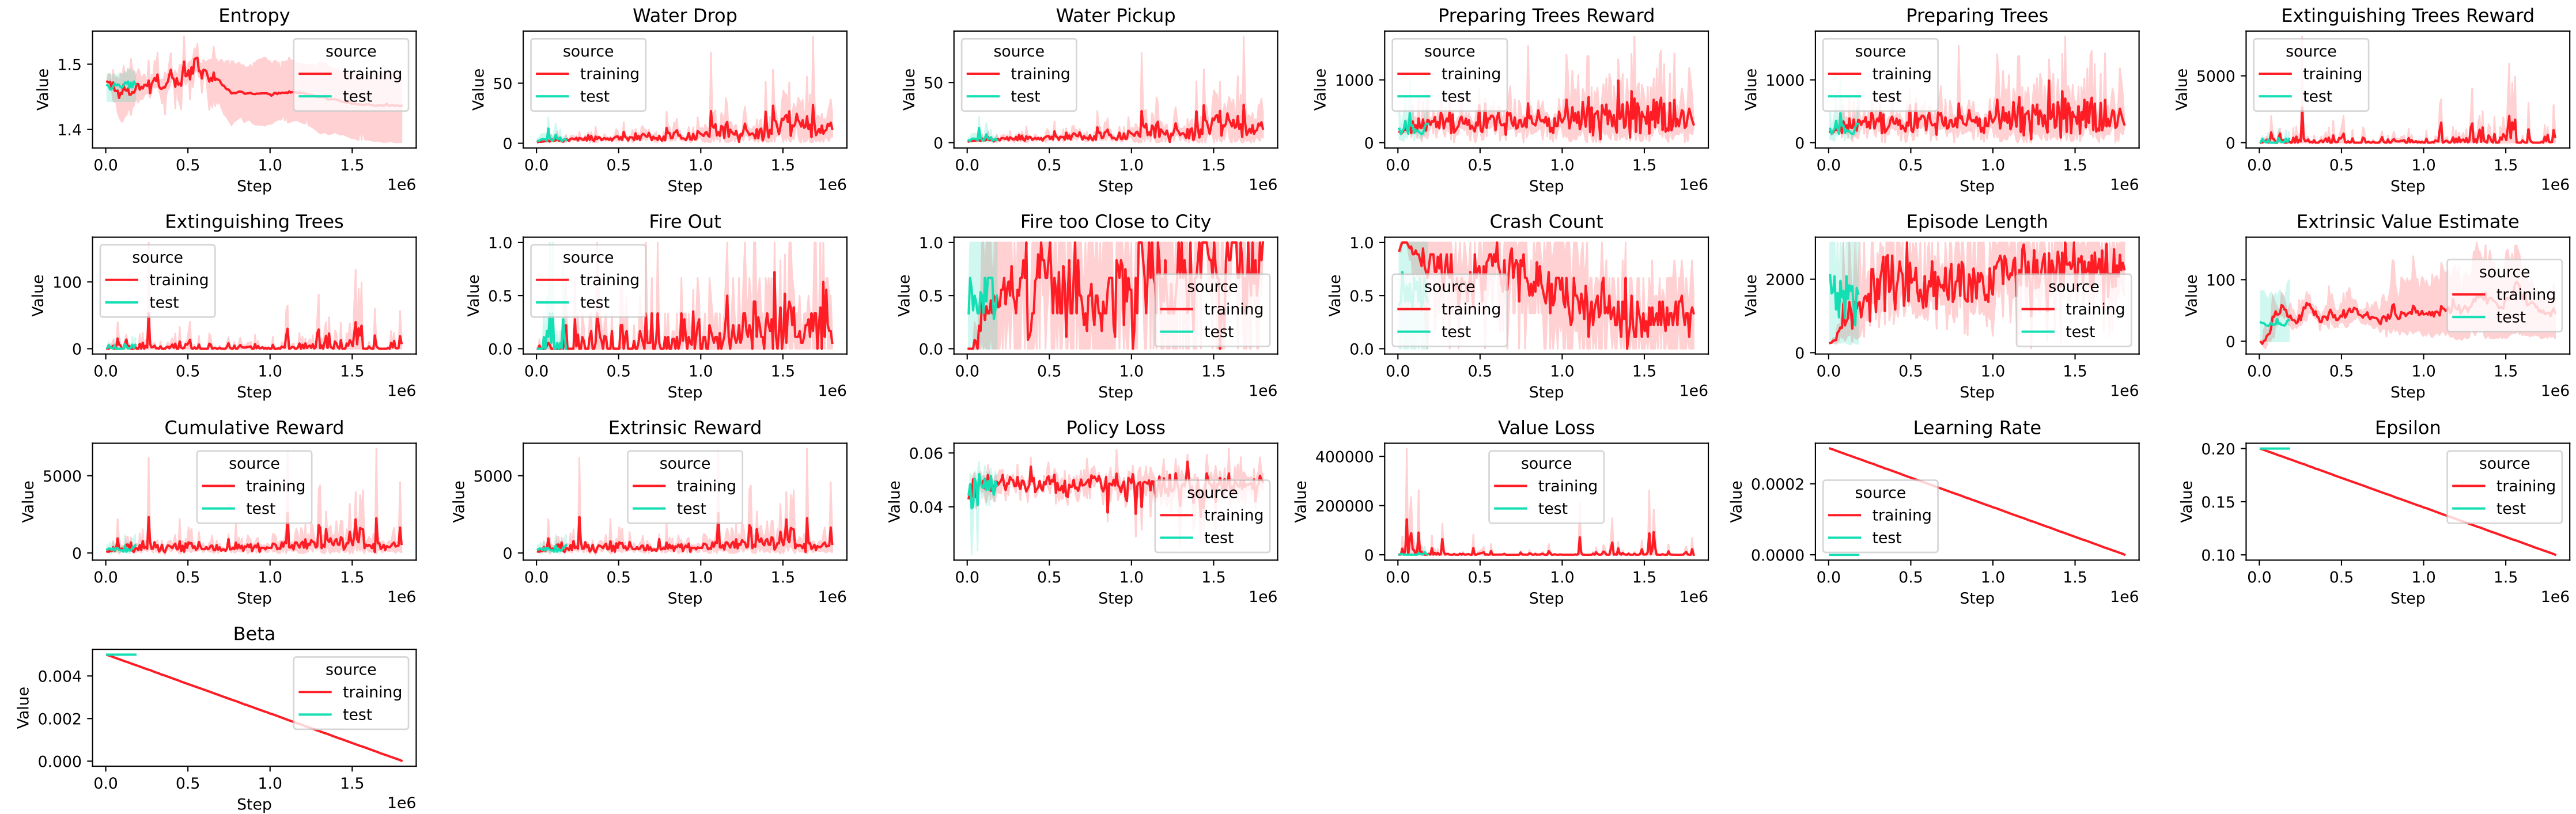 Entropy
Value
1.5
1.4
source
training
test
0.0 0.5 1.0 1.5
Step
1e6
Water Drop
Value
50
0
source
training
test
0.0 0.5 1.0 1.5
Step
1e6
Water Pickup
Value
50
0
source
training
test
0.0 0.5 1.0 1.5
Step
1e6
Preparing Trees Reward
Value
1000
0
source
training
test
0.0 0.5 1.0 1.5
Step
1e6
Preparing Trees
Value
1000
0
source
training
test
0.0 0.5 1.0 1.5
Step
1e6
Extinguishing Trees Reward
Value
5000
0
source
training
test
0.0 0.5 1.0 1.5
Step
1e6
Extinguishing Trees
Value
100
0
source
training
test
0.0 0.5 1.0 1.5
Step
1e6
Fire Out
Value
1.0
0.5
0.0
source
training
test
0.0 0.5 1.0 1.5
Step
1e6
Fire too Close to City
Value
1.0
0.5
0.0
source
training
test
0.0 0.5 1.0 1.5
Step
1e6
Crash Count
Value
1.0
0.5
0.0
source
training
test
0.0 0.5 1.0 1.5
Step
1e6
Episode Length
Value
2000
0
source
training
test
0.0 0.5 1.0 1.5
Step
1e6
Extrinsic Value Estimate
Value
100
0
source
training
test
0.0 0.5 1.0 1.5
Step
1e6
Cumulative Reward
Value
5000
0
source
training
test
0.0 0.5 1.0 1.5
Step
1e6
Extrinsic Reward
Value
5000
0
source
training
test
0.0 0.5 1.0 1.5
Step
1e6
Policy Loss
Value
0.06
0.04
source
training
test
0.0 0.5 1.0 1.5
Step
1e6
Value Loss
Value
400000
200000
0
source
training
test
0.0 0.5 1.0 1.5
Step
1e6
Learning Rate
Value
0.0002
0.0000
source
training
test
0.0 0.5 1.0 1.5
Step
1e6
Epsilon
Value
0.20
0.15
0.10
source
training
test
0.0 0.5 1.0 1.5
Step
1e6
Beta
Value
0.004
0.002
0.000
source
training
test
0.0 0.5 1.0 1.5
Step
1e6